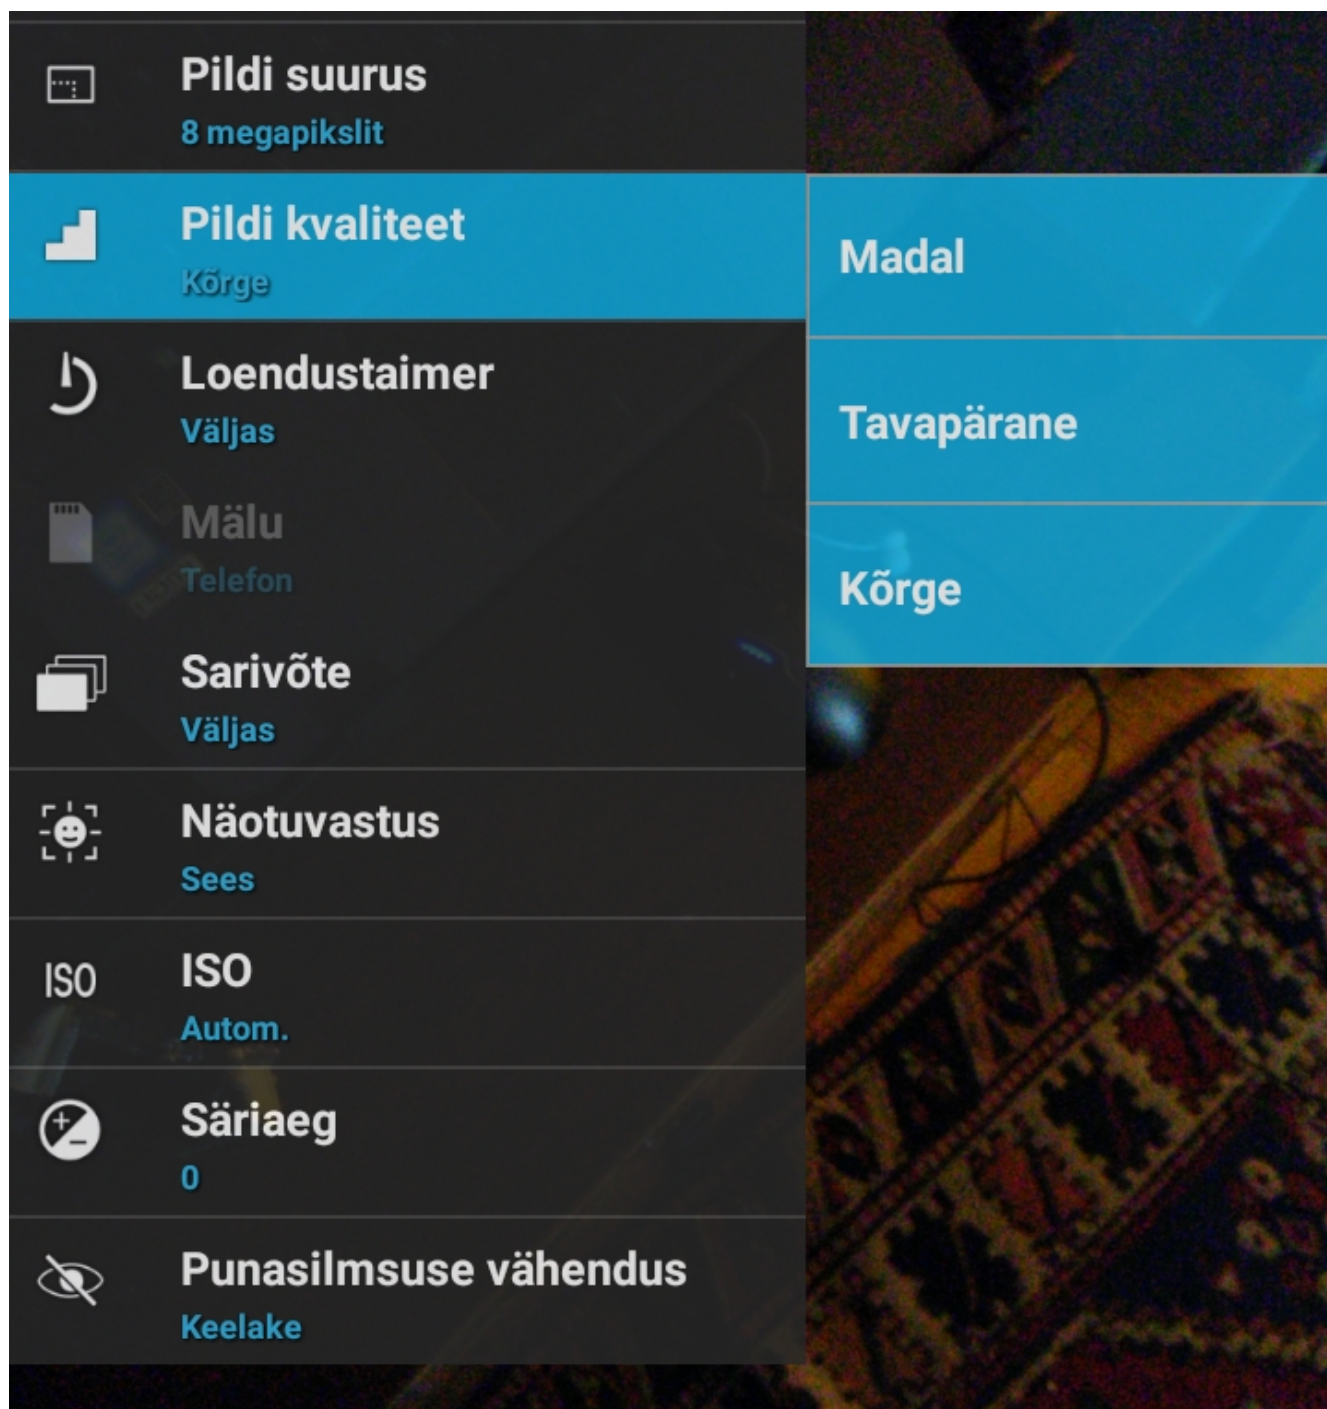 Pildi suurus
8 megapikslit
Pildi kvaliteet
Kõrge
Madal
Tavapärane
Kõrge
Loendustaimer
Väljas
Mälu
Telefon
Sarivõte
Väljas
Näotuvastus
Sees
ISO
ISO
Autom.
Säriaeg
0
Punasilmsuse vähendus
Keelake